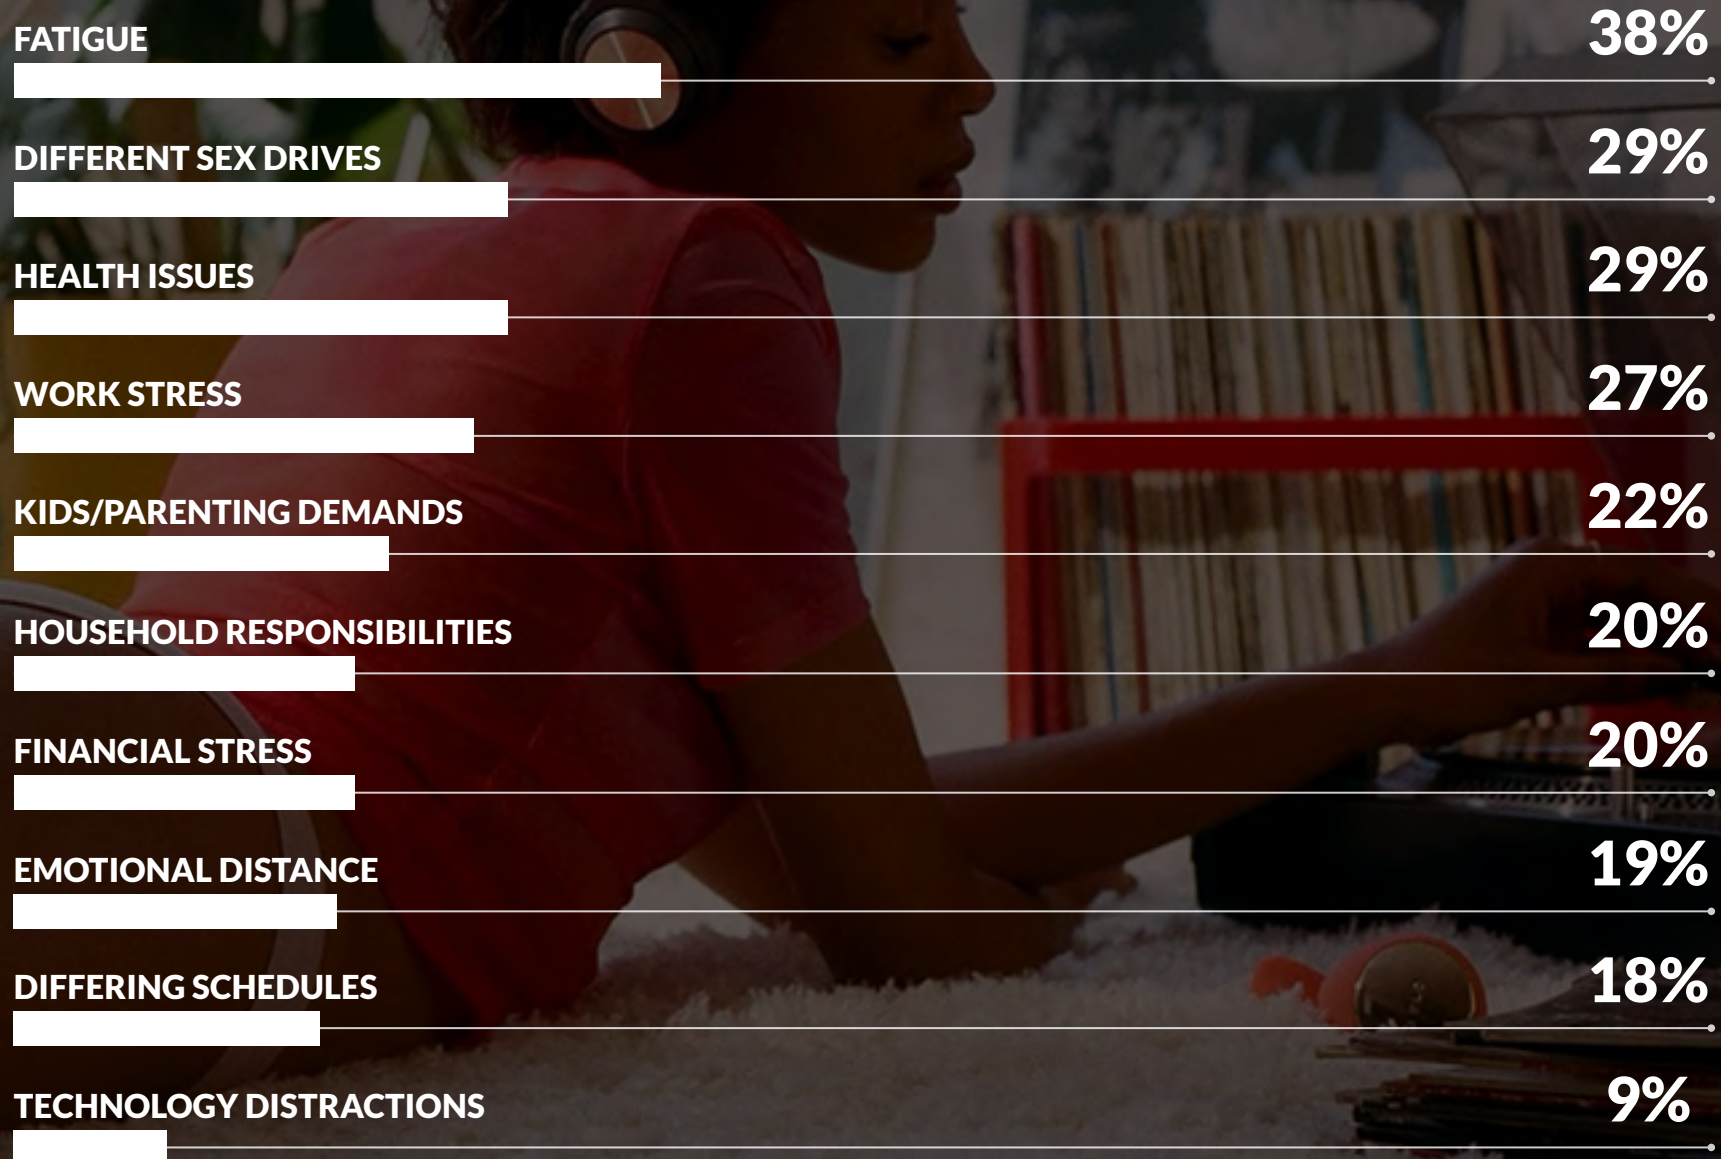 FATIGUE 38%
DIFFERENT SEX DRIVES 29%
HEALTH ISSUES 29%
WORK STRESS 27%
KIDS/PARENTING DEMANDS 22%
HOUSEHOLD RESPONSIBILITIES 20%
FINANCIAL STRESS 20%
EMOTIONAL DISTANCE 19%
DIFFERING SCHEDULES 18%
TECHNOLOGY DISTRACTIONS 9%